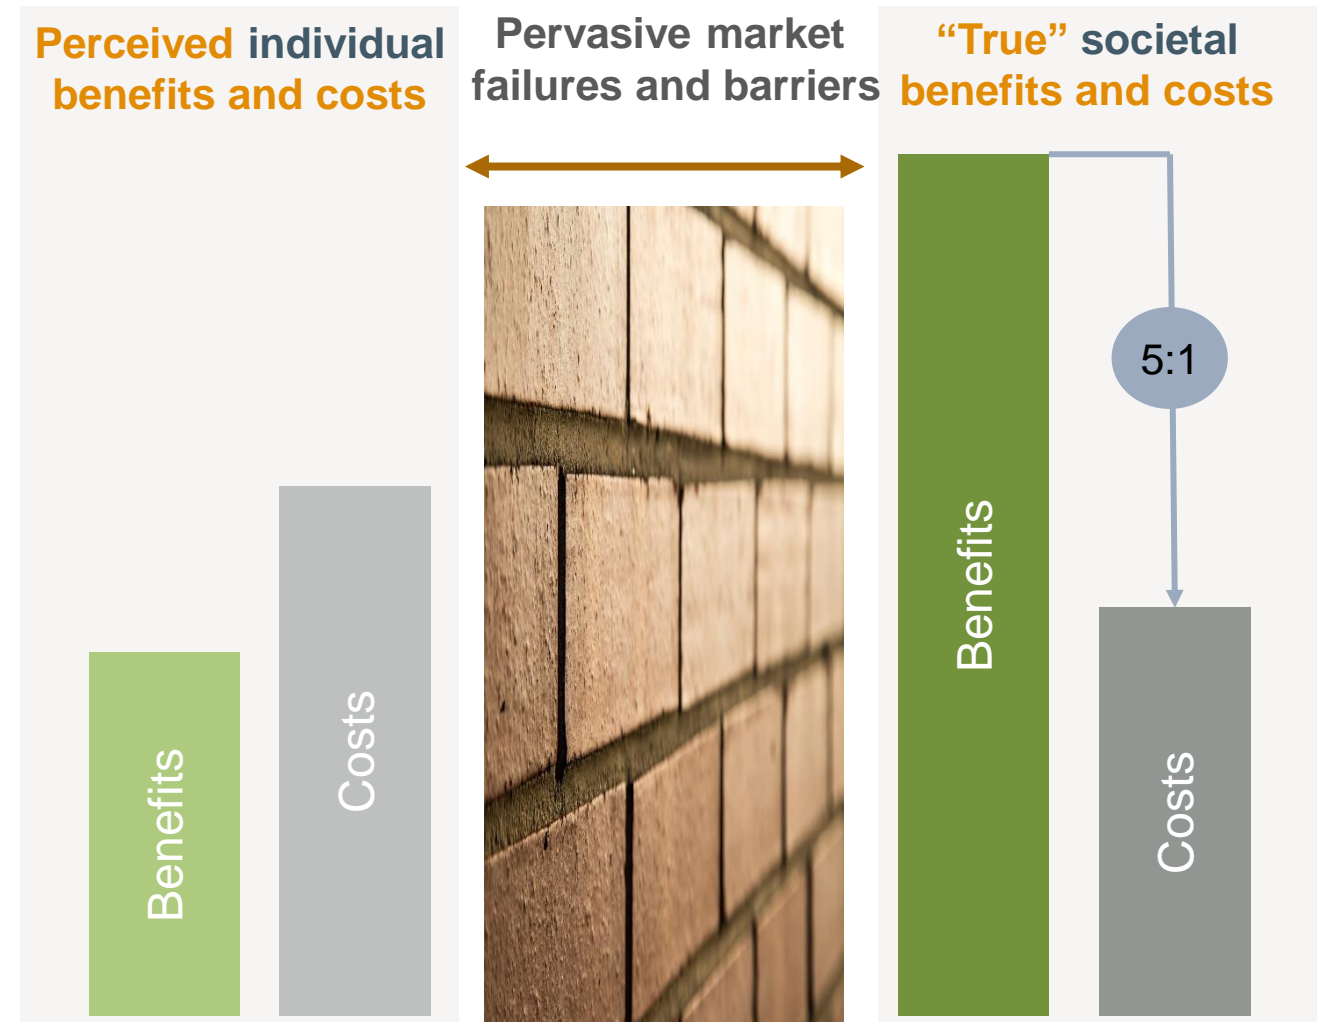 Perceived individual
benefits and costs
Pervasive market
failures and barriers
“True” societal
benefits and costs
5:1
Benefits
Costs
Benefits
Costs